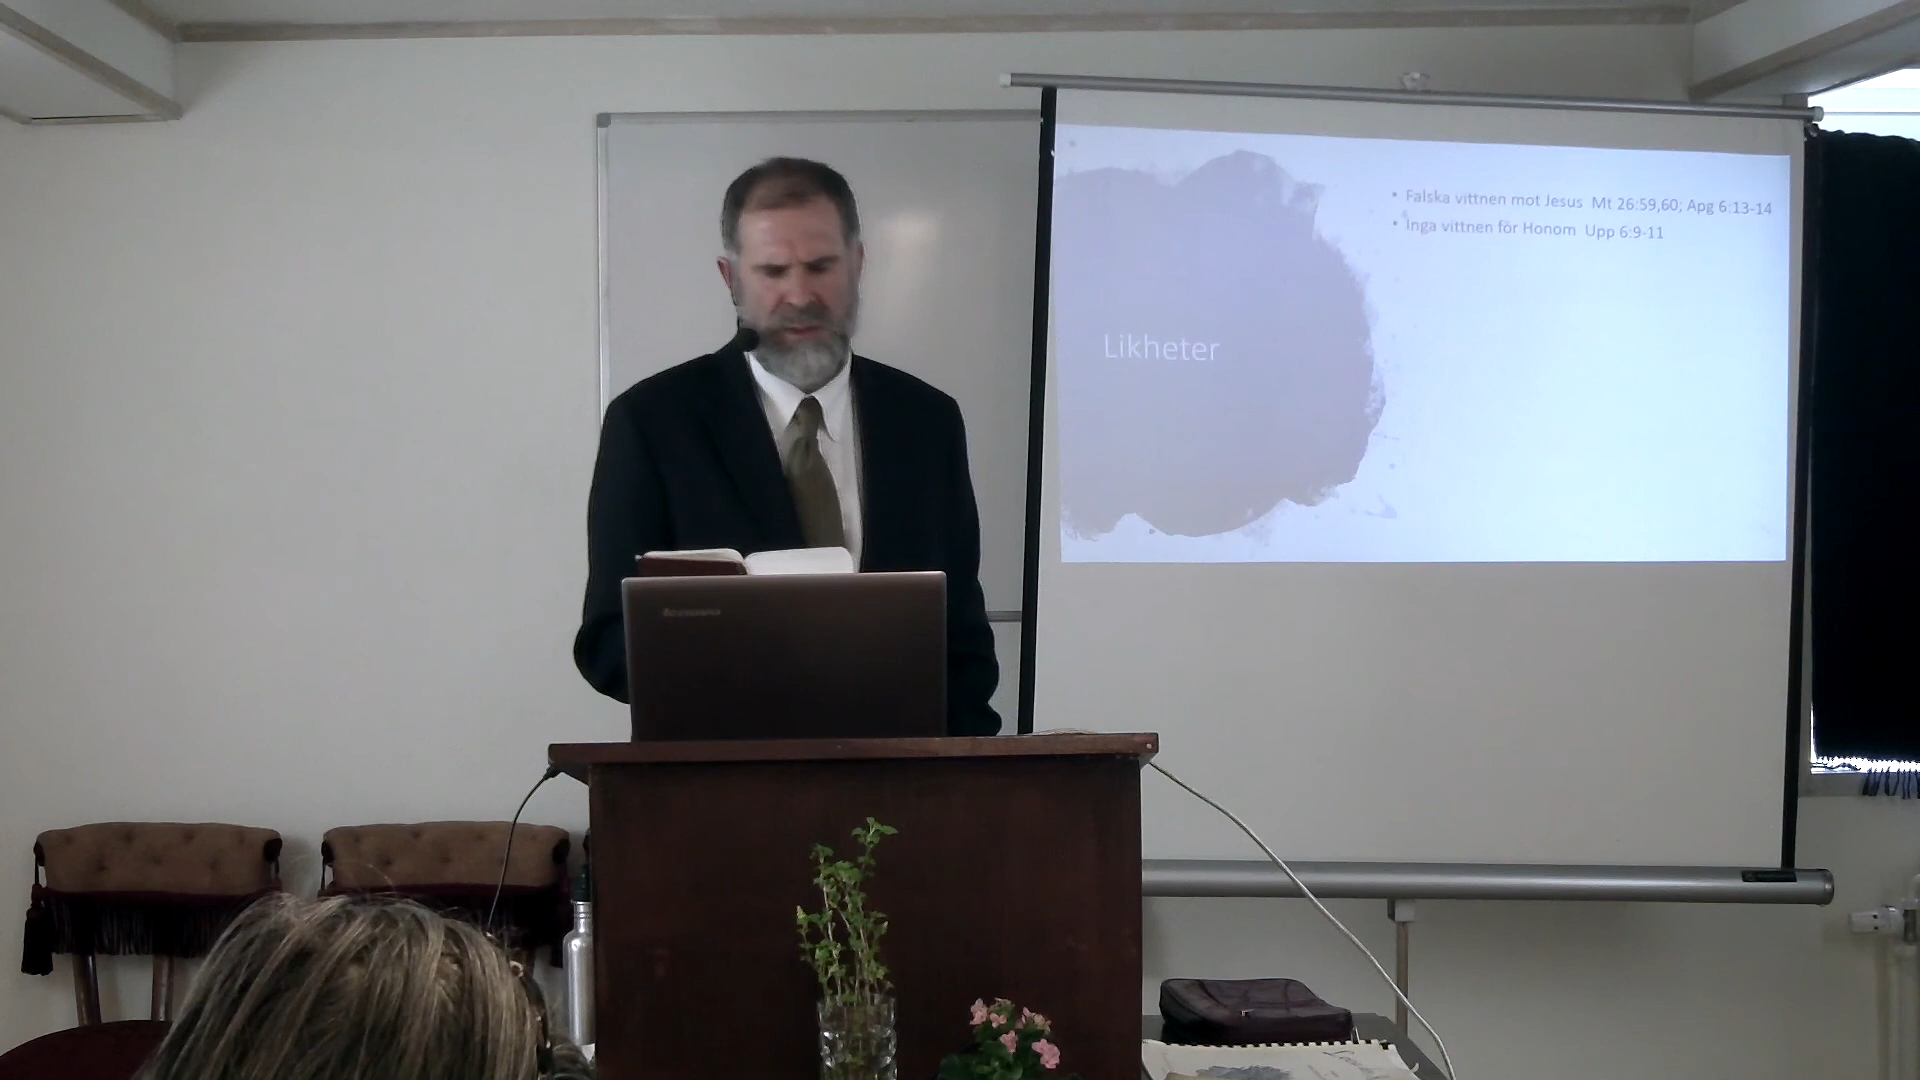 Likheter
• Falska vittnen mot Jesus Mt 26:59,60; Apg 6:13-14
• Inga vittnen för Honom Upp 6:9-11
lenovo